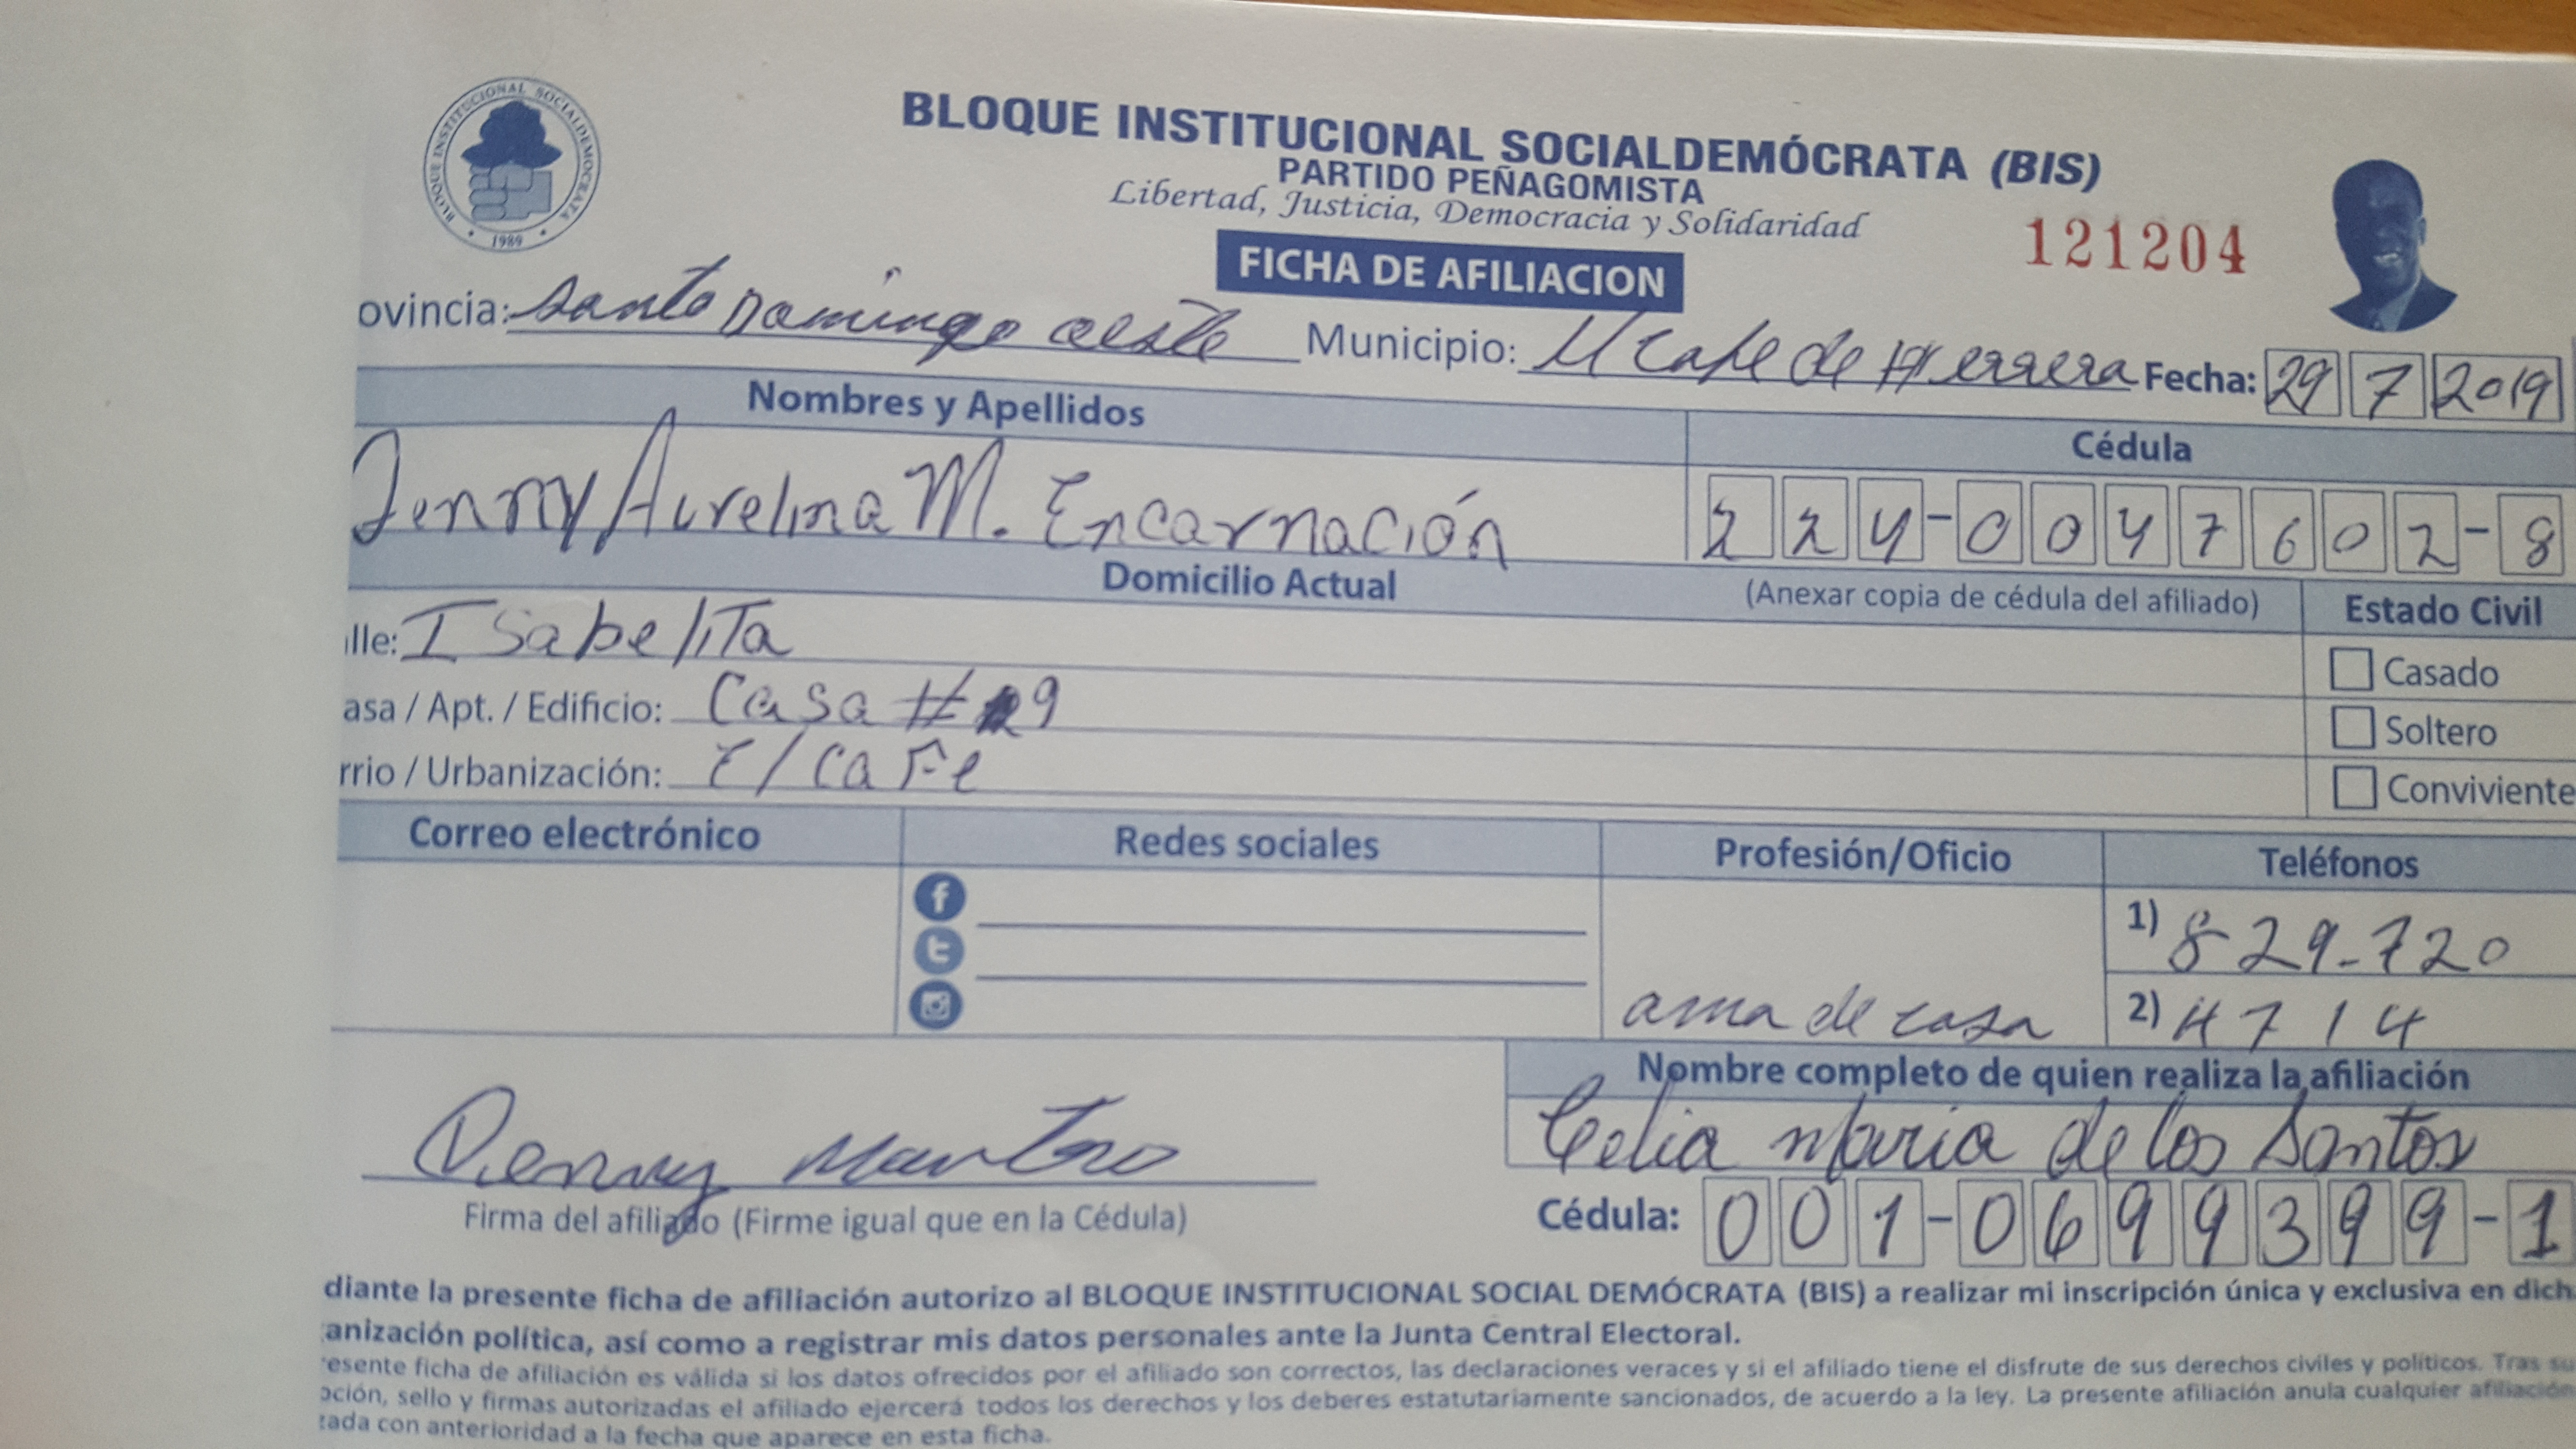 BLOQUE INSTITUCIONAL SOCIALDEMOCRATA
1989
BLOQUE INSTITUCIONAL SOCIALDEMÓCRATA (BIS)
PARTIDO PEÑAGOMISTA
Libertad, Justicia, Democracia y Solidaridad
121204
FICHA DE AFILIACION
ovincia: Santo Domingo oeste Municipio: de Herrera Fecha: 29 7 2019
Nombres y Apellidos
Cédula
Jenny Aurelina M. Encarnación
224-0047602-8
Domicilio Actual
(Anexar copia de cédula del afiliado)
Estado Civil
lle: Isabelita
Casado
asa / Apt. / Edificio: Casa # 9
Soltero
rrio / Urbanización: El CaFe
Conviviente
Correo electrónico
Redes sociales
Profesión/Oficio
Teléfonos
1) 829-720
ama de casa
2) 4714
Nombre completo de quien realiza la afiliación
Celia Maria de los Santos
Firma del afiliado (Firme igual que en la Cédula)
Cédula: 001-0699399-1
diante la presente ficha de afiliación autorizo al BLOQUE INSTITUCIONAL SOCIAL DEMÓCRATA (BIS) a realizar mi inscripción única y exclusiva en dich
anización política, así como a registrar mis datos personales ante la Junta Central Electoral.
resente ficha de afiliación es válida si los datos ofrecidos por el afiliado son correctos, las declaraciones veraces y si el afiliado tiene el disfrute de sus derechos civiles y políticos. Tras su
pción, sello y firmas autorizadas el afiliado ejercerá todos los derechos y los deberes estatutariamente sancionados, de acuerdo a la ley. La presente afiliación anula cualquier afiliación
zada con anterioridad a la fecha que aparece en esta ficha.